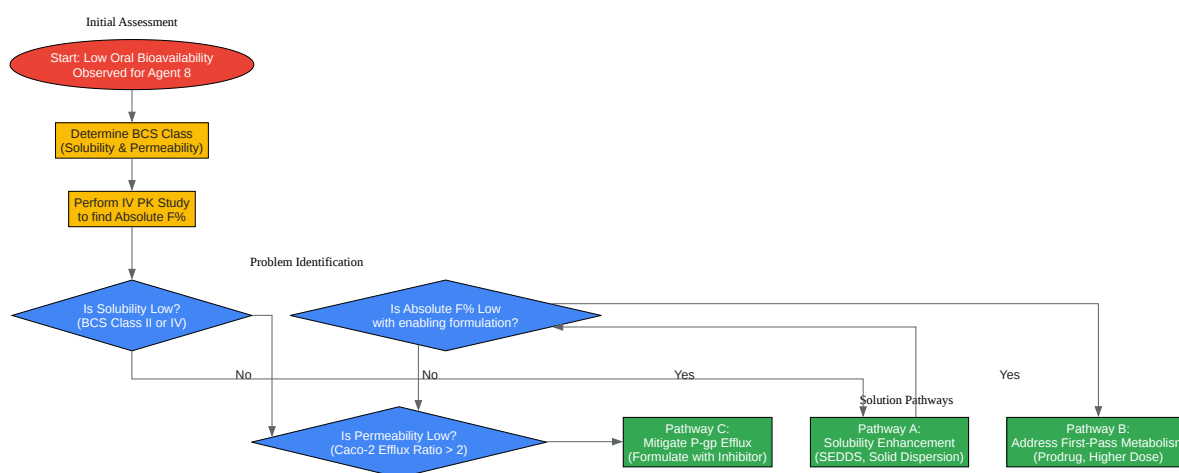 Initial Assessment
Start: Low Oral Bioavailability
Observed for Agent 8
Determine BCS Class
(Solubility & Permeability)
Perform IV PK Study
to find Absolute F%
Problem Identification
Is Solubility Low?
(BCS Class II or IV)
Is Absolute F% Low
with enabling formulation?
No
No
Yes
Yes
Solution Pathways
Is Permeability Low?
(Caco-2 Efflux Ratio > 2)
Pathway C:
Mitigate P-gp Efflux
(Formulate with Inhibitor)
Pathway A:
Solubility Enhancement
(SEDDS, Solid Dispersion)
Pathway B:
Address First-Pass Metabolism
(Prodrug, Higher Dose)